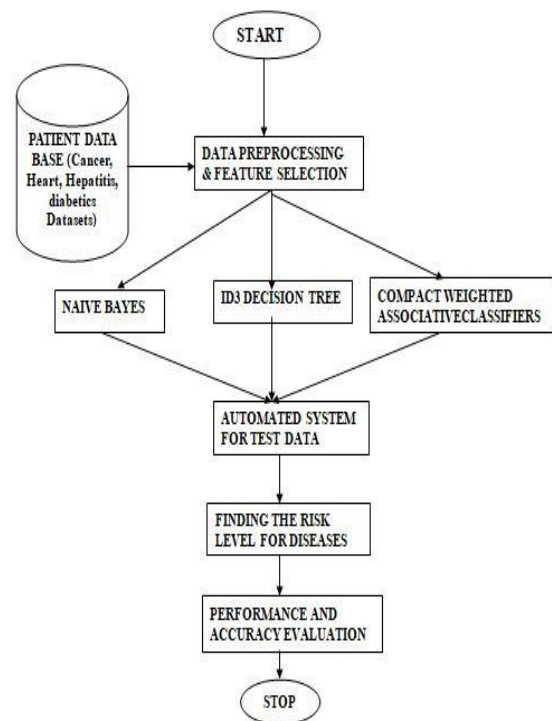 START
PATIENT DATA
BASE (Cancer,
Heart, Hepatitis,
diabetics
Datasets)
DATA PREPROCESSING
& FEATURE SELECTION
NAIVE BAYES
ID3 DECISION TREE
COMPACT WEIGHTED
ASSOCIATIVECLASSIFIERS
AUTOMATED SYSTEM
FOR TEST DATA
FINDING THE RISK
LEVEL FOR DISEASES
PERFORMANCE AND
ACCURACY EVALUATION
STOP